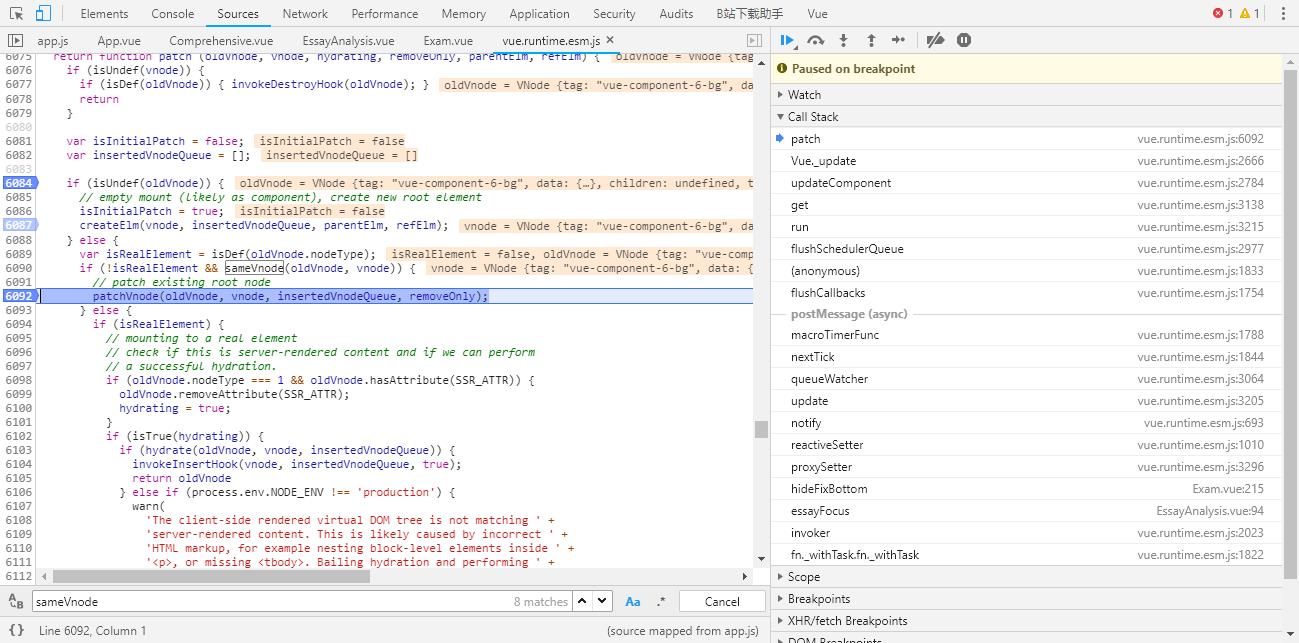 Elements Console Sources Network Performance Memory Application Security Audits B站下载助手 Vue 1 1
app.js App.vue Comprehensive.vue EssayAnalysis.vue Exam.vue vue.runtime.esm.js ×
6075 return function patch (oldVnode, vnode, hydrating, removeOnly, parentElm, refElm) { oldVnode = VNode {tag
6076 if (isUndef(vnode)) {
6077 if (isDef(oldVnode)) { invokeDestroyHook(oldVnode); } oldVnode = VNode {tag: "vue-component-6-bg", da
6078 return
6079 }
6080
6081 var isInitialPatch = false; isInitialPatch = false
6082 var insertedVnodeQueue = []; insertedVnodeQueue = []
6083
6084 if (isUndef(oldVnode)) { oldVnode = VNode {tag: "vue-component-6-bg", data: {…}, children: undefined, t
6085 // empty mount (likely as component), create new root element
6086 isInitialPatch = true; isInitialPatch = false
6087 createElm(vnode, insertedVnodeQueue, parentElm, refElm); vnode = VNode {tag: "vue-component-6-bg", da
6088 } else {
6089 var isRealElement = isDef(oldVnode.nodeType); isRealElement = false, oldVnode = VNode {tag: "vue-comp
6090 if (!isRealElement && sameVnode(oldVnode, vnode)) { vnode = VNode {tag: "vue-component-6-bg", data: {
6091 // patch existing root node
6092 patchVnode(oldVnode, vnode, insertedVnodeQueue, removeOnly);
6093 } else {
6094 if (isRealElement) {
6095 // mounting to a real element
6096 // check if this is server-rendered content and if we can perform
6097 // a successful hydration.
6098 if (oldVnode.nodeType === 1 && oldVnode.hasAttribute(SSR_ATTR)) {
6099 oldVnode.removeAttribute(SSR_ATTR);
6100 hydrating = true;
6101 }
6102 if (isTrue(hydrating)) {
6103 if (hydrate(oldVnode, vnode, insertedVnodeQueue)) {
6104 invokeInsertHook(vnode, insertedVnodeQueue, true);
6105 return oldVnode
6106 } else if (process.env.NODE_ENV !== 'production') {
6107 warn(
6108 'The client-side rendered virtual DOM tree is not matching ' +
6109 'server-rendered content. This is likely caused by incorrect ' +
6110 'HTML markup, for example nesting block-level elements inside ' +
6111 '<p>, or missing <tbody>. Bailing hydration and performing ' +
6112
sameVnode 8 matches Aa .* Cancel
{} Line 6092, Column 1 (source mapped from app.js)
Paused on breakpoint
Watch
Call Stack
patch vue.runtime.esm.js:6092
Vue._update vue.runtime.esm.js:2666
updateComponent vue.runtime.esm.js:2784
get vue.runtime.esm.js:3138
run vue.runtime.esm.js:3215
flushSchedulerQueue vue.runtime.esm.js:2977
(anonymous) vue.runtime.esm.js:1833
flushCallbacks vue.runtime.esm.js:1754
postMessage (async)
macroTimerFunc vue.runtime.esm.js:1788
nextTick vue.runtime.esm.js:1844
queueWatcher vue.runtime.esm.js:3064
update vue.runtime.esm.js:3205
notify vue.runtime.esm.js:693
reactiveSetter vue.runtime.esm.js:1010
proxySetter vue.runtime.esm.js:3296
hideFixBottom Exam.vue:215
essayFocus EssayAnalysis.vue:94
invoker vue.runtime.esm.js:2023
fn._withTask.fn._withTask vue.runtime.esm.js:1822
Scope
Breakpoints
XHR/fetch Breakpoints
DOM Breakpoints